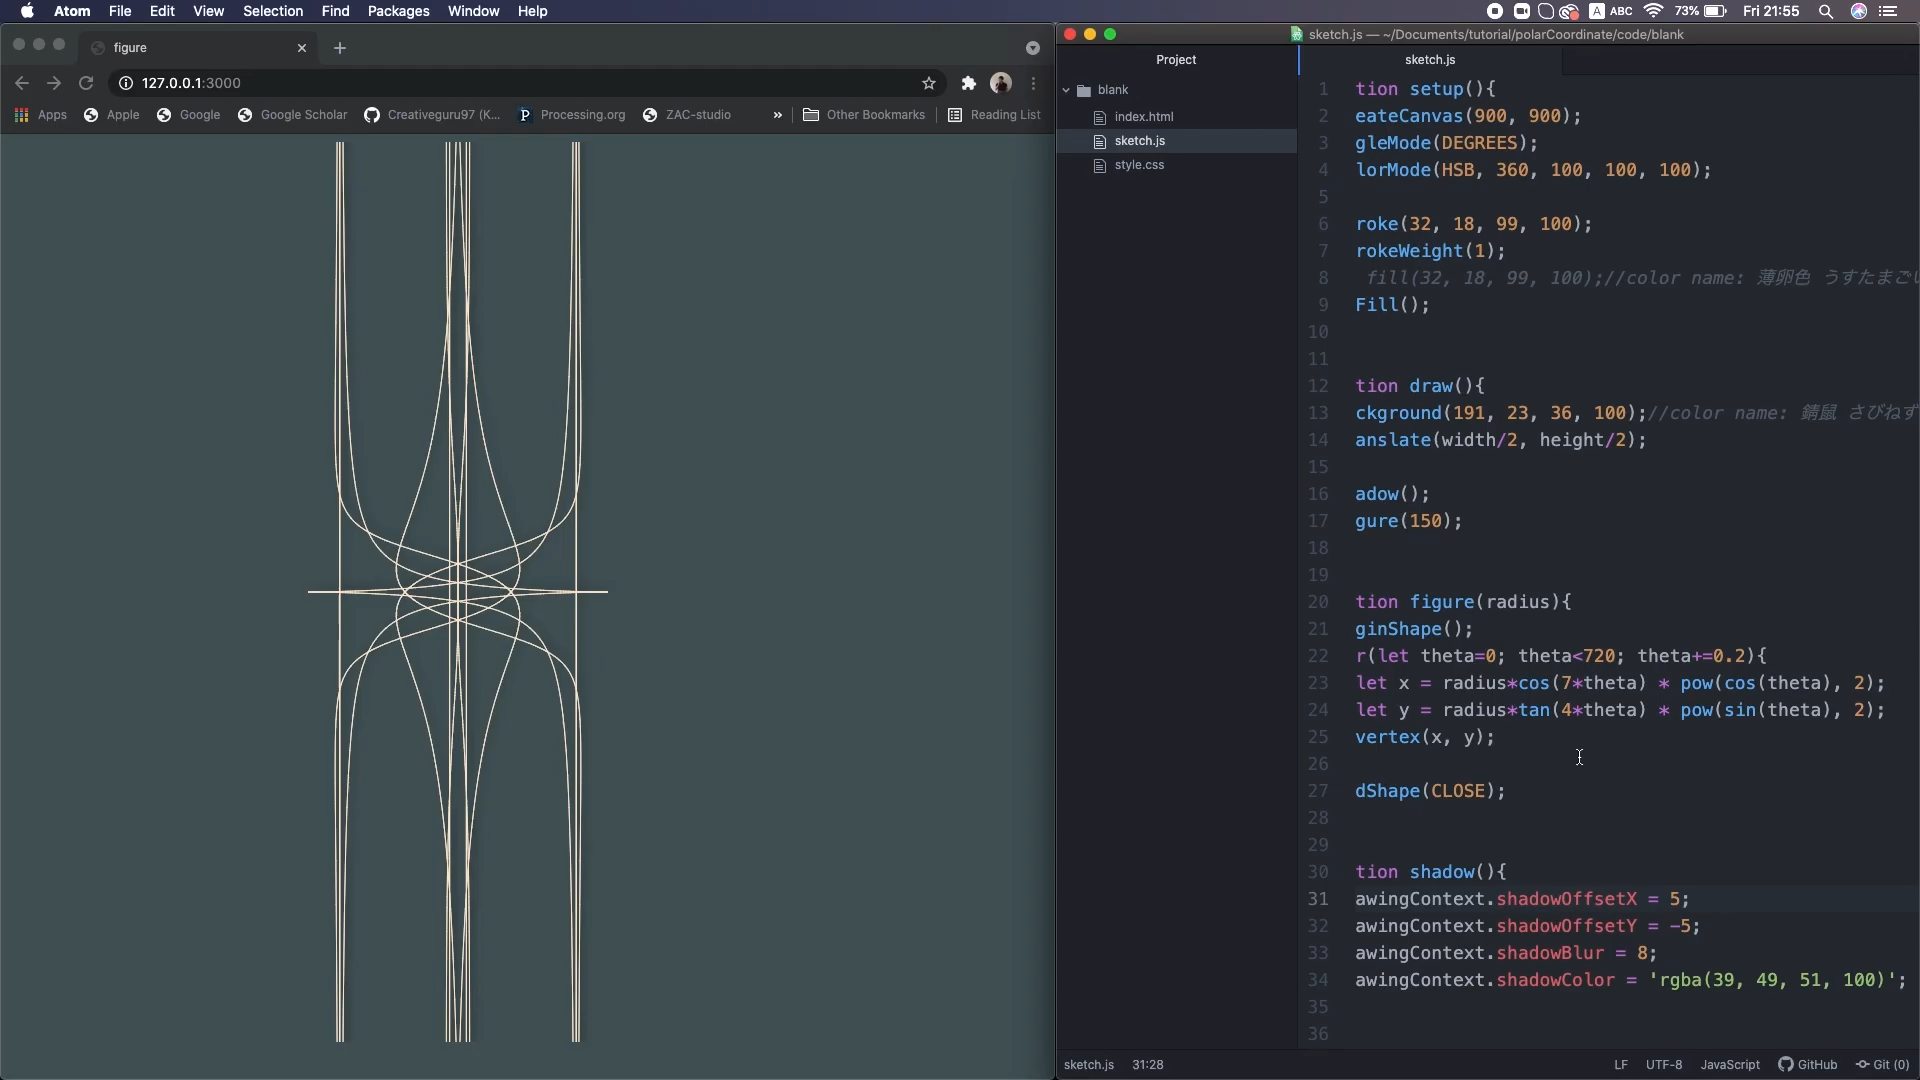 Atom File Edit View Selection Find Packages Window Help
A ABC 73% Fri 21:55
figure
127.0.0.1:3000
Apps Apple Google Google Scholar Creativeguru97 (K... Processing.org ZAC-studio » Other Bookmarks Reading List
sketch.js — ~/Documents/tutorial/polarCoordinate/code/blank
Project
blank
index.html
sketch.js
style.css
sketch.js
1 tion setup(){
2 eateCanvas(900, 900);
3 gleMode(DEGREES);
4 lorMode(HSB, 360, 100, 100, 100);
5
6 roke(32, 18, 99, 100);
7 rokeWeight(1);
8 fill(32, 18, 99, 100);//color name: 薄卵色 うすたまご
9 Fill();
10
11
12 tion draw(){
13 ckground(191, 23, 36, 100);//color name: 錆鼠 さびねず
14 anslate(width/2, height/2);
15
16 adow();
17 gure(150);
18
19
20 tion figure(radius){
21 ginShape();
22 r(let theta=0; theta<720; theta+=0.2){
23 let x = radius*cos(7*theta) * pow(cos(theta), 2);
24 let y = radius*tan(4*theta) * pow(sin(theta), 2);
25 vertex(x, y);
26
27 dShape(CLOSE);
28
29
30 tion shadow(){
31 awingContext.shadowOffsetX = 5;
32 awingContext.shadowOffsetY = -5;
33 awingContext.shadowBlur = 8;
34 awingContext.shadowColor = 'rgba(39, 49, 51, 100)';
35
36
sketch.js 31:28 LF UTF-8 JavaScript GitHub Git (0)